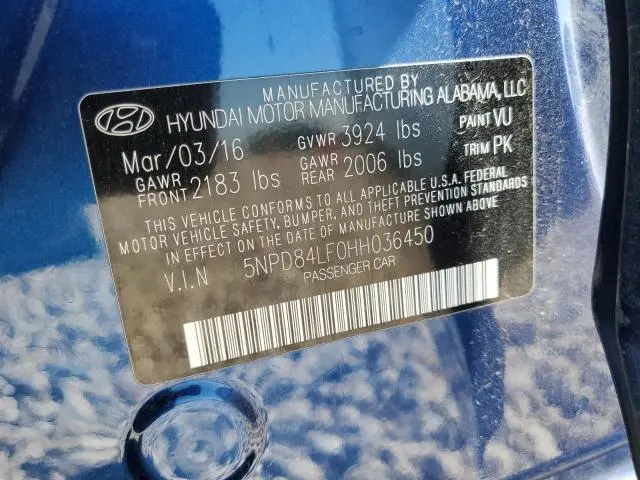 MANUFACTURED BY
HYUNDAI MOTOR MANUFACTURING ALABAMA, LLC
Mar/03/16 GVWR 3924 lbs PAINT VU
GAWR FRONT 2183 lbs GAWR REAR 2006 lbs TRIM PK
THIS VEHICLE CONFORMS TO ALL APPLICABLE U.S.A. FEDERAL
MOTOR VEHICLE SAFETY, BUMPER, AND THEFT PREVENTION STANDARDS
IN EFFECT ON THE DATE OF MANUFACTURE SHOWN ABOVE.
V.I.N 5NPD84LF0HH036450
PASSENGER CAR